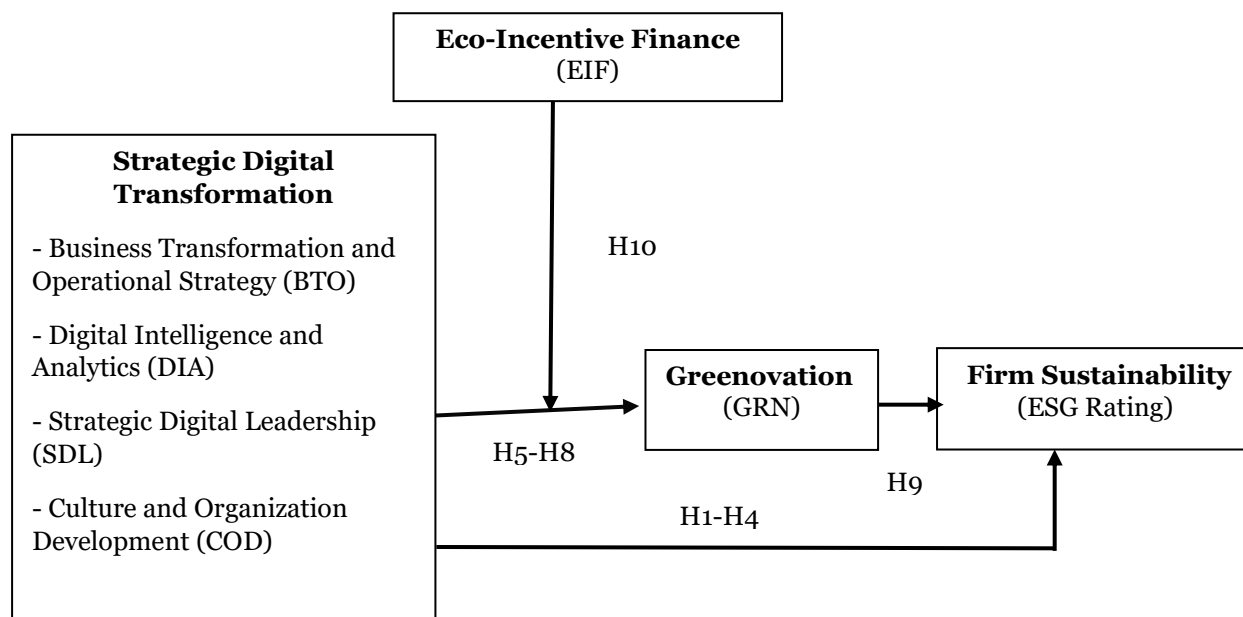 Eco-Incentive Finance
(EIF)
Strategic Digital
Transformation
- Business Transformation and
Operational Strategy (BTO)
- Digital Intelligence and
Analytics (DIA)
- Strategic Digital Leadership
(SDL)
- Culture and Organization
Development (COD)
H10
Greenovation
(GRN)
Firm Sustainability
(ESG Rating)
H5-H8
H9
H1-H4